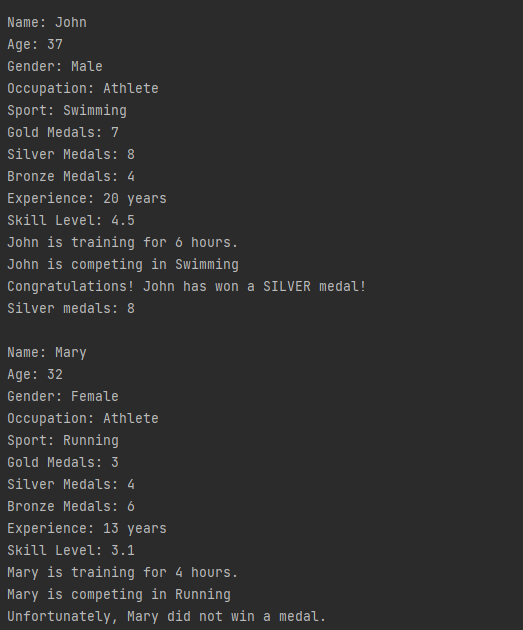 Name: John
Age: 37
Gender: Male
Occupation: Athlete
Sport: Swimming
Gold Medals: 7
Silver Medals: 8
Bronze Medals: 4
Experience: 20 years
Skill Level: 4.5
John is training for 6 hours.
John is competing in Swimming
Congratulations! John has won a SILVER medal!
Silver medals: 8

Name: Mary
Age: 32
Gender: Female
Occupation: Athlete
Sport: Running
Gold Medals: 3
Silver Medals: 4
Bronze Medals: 6
Experience: 13 years
Skill Level: 3.1
Mary is training for 4 hours.
Mary is competing in Running
Unfortunately, Mary did not win a medal.